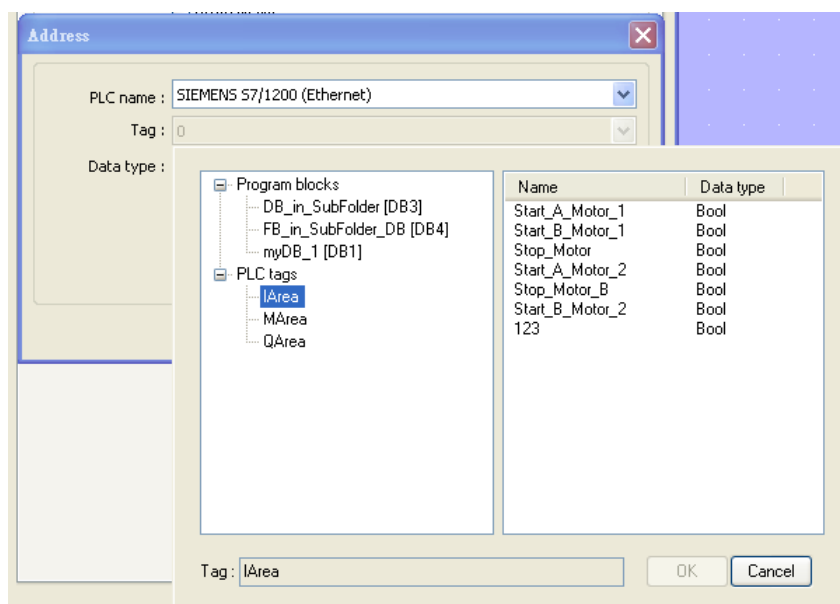 Address
PLC name : SIEMENS S7/1200 (Ethernet)
Tag : 0
Data type :
Program blocks
DB_in_SubFolder [DB3]
FB_in_SubFolder_DB [DB4]
myDB_1 [DB1]
PLC tags
IArea
MArea
QArea
Name Data type
Start_A_Motor_1 Bool
Start_B_Motor_1 Bool
Stop_Motor Bool
Start_A_Motor_2 Bool
Stop_Motor_B Bool
Start_B_Motor_2 Bool
123 Bool
Tag : IArea
OK Cancel